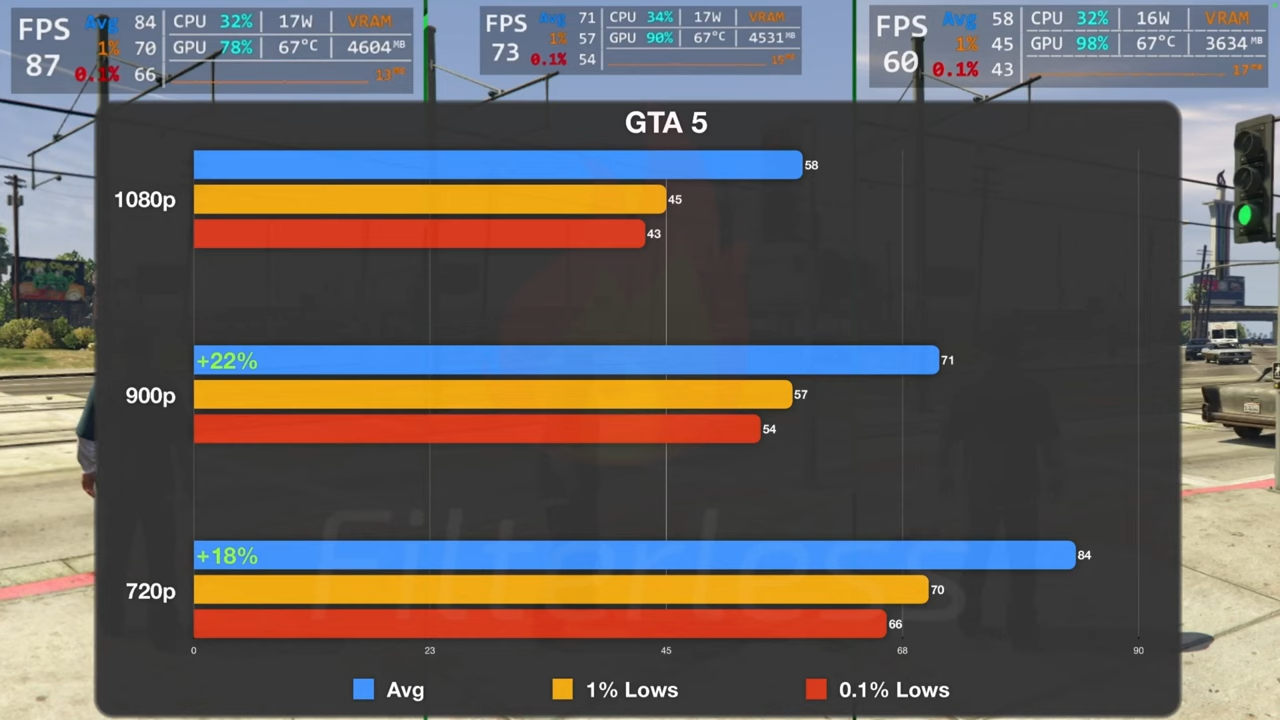 FPS Avg 84 CPU 32% 17W VRAM
1% 70 GPU 78% 67°C 4604MB
87 0.1% 66 13ms
FPS Avg 71 CPU 34% 17W VRAM
1% 57 GPU 90% 67°C 4531MB
73 0.1% 54 15ms
FPS Avg 58 CPU 32% 16W VRAM
1% 45 GPU 98% 67°C 3634MB
60 0.1% 43 17ms
GTA 5
58
1080p 45
43
+22% 71
900p 57
54
+18% 84
720p 70
66
0 23 45 68 90
Avg 1% Lows 0.1% Lows
Filterless